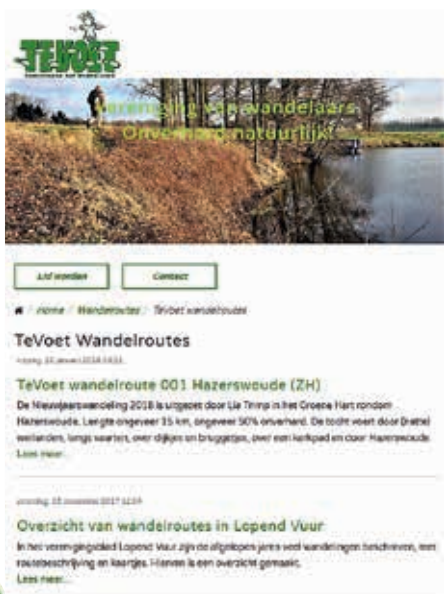 TEVOET
Vereniging van wandelaars
Onverhard natuurlijk!
Lid worden
Contact
Home / Wandelroutes / TeVoet wandelroutes
TeVoet Wandelroutes
TeVoet wandelroute 001 Hazerswoude (ZH)
De Nieuwjaarswandeling 2018 is uitgezet door Lia Trimp in het Groene Hart rondom
Hazerswoude. Lengte ongeveer 15 km, ongeveer 50% onverhard. De tocht voert door (natte)
weilanden, langs vaarten, over dijkjes en bruggetjes, over een kerkpad en door Hazerswoude.
Lees meer...
Overzicht van wandelroutes in Lopend Vuur
In het verenigingsblad Lopend Vuur zijn de afgelopen jaren veel wandelingen beschreven, met
routebeschrijving en kaartjes. Hiervan is een overzicht gemaakt.
Lees meer...